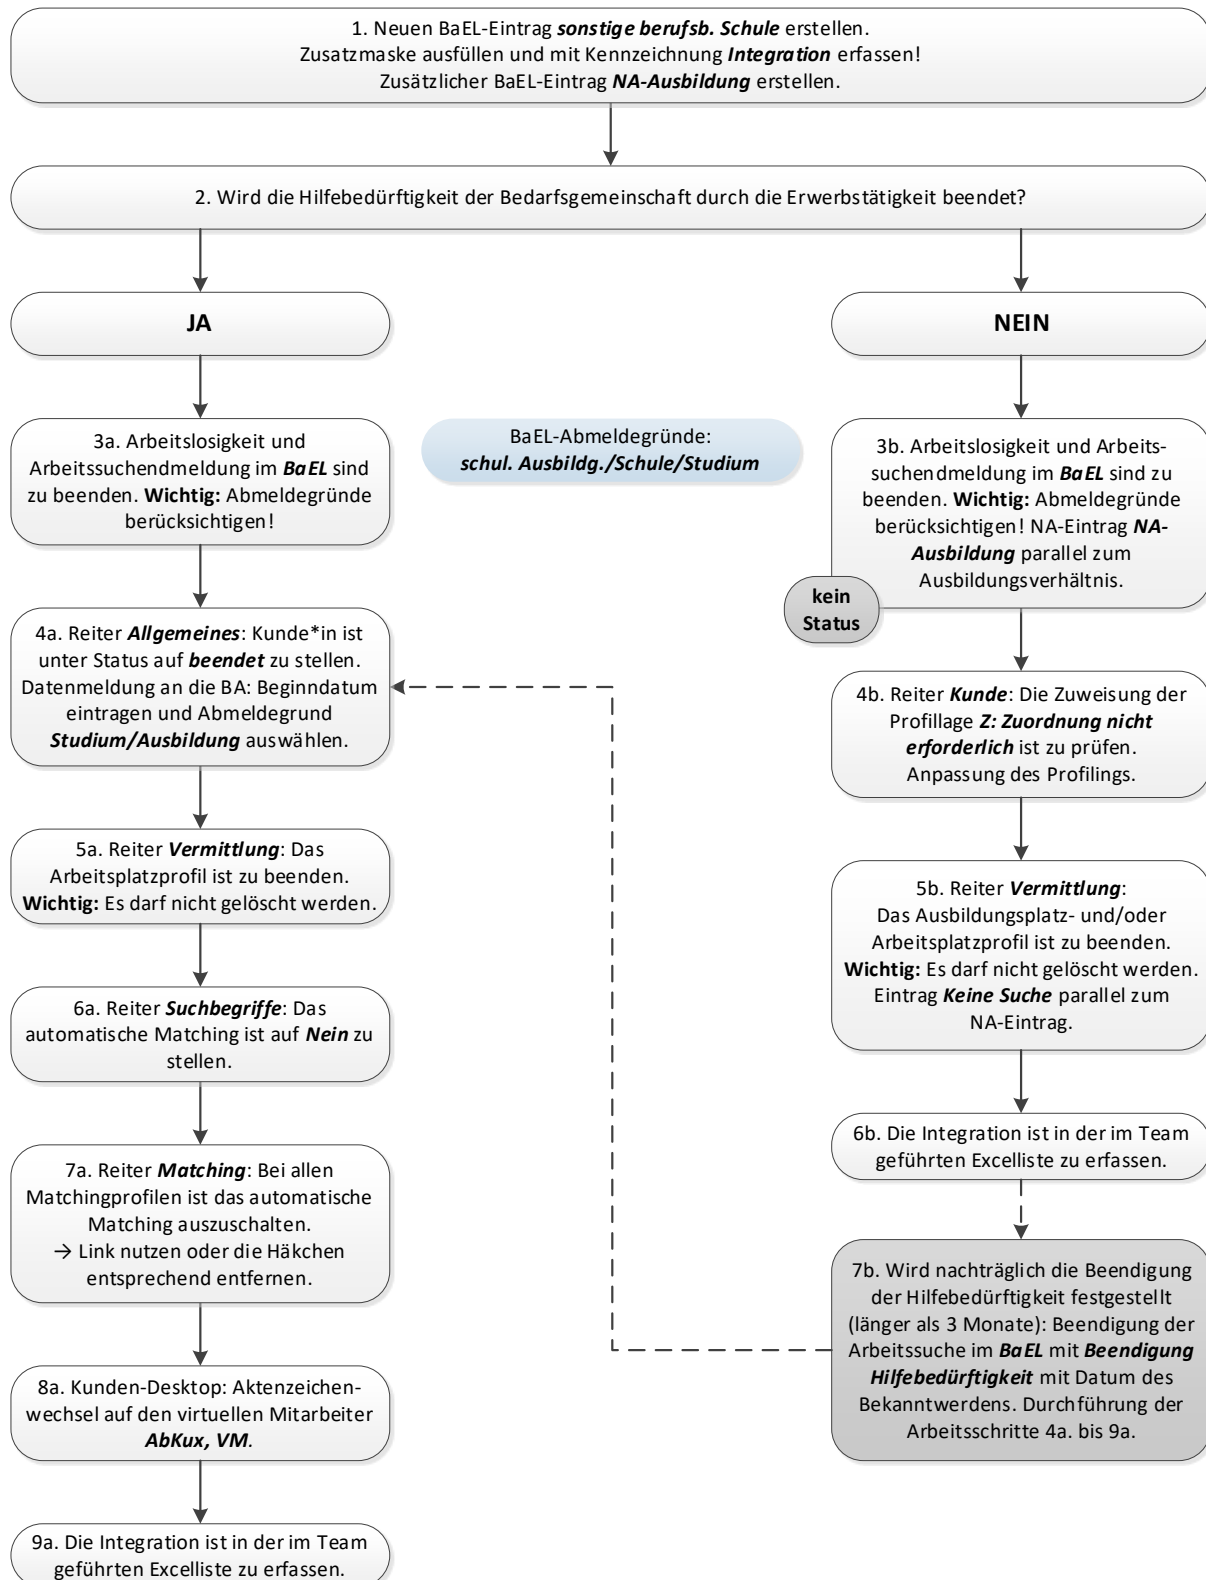 1. Neuen BaEL-Eintrag sonstige berufsb. Schule erstellen.
Zusatzmaske ausfüllen und mit Kennzeichnung Integration erfassen!
Zusätzlicher BaEL-Eintrag NA-Ausbildung erstellen.
2. Wird die Hilfebedürftigkeit der Bedarfsgemeinschaft durch die Erwerbstätigkeit beendet?
JA
3a. Arbeitslosigkeit und
Arbeitssuchendmeldung im BaEL sind
zu beenden. Wichtig: Abmeldegründe
berücksichtigen!
4a. Reiter Allgemeines: Kunde*in ist
unter Status auf beendet zu stellen.
Datenmeldung an die BA: Beginndatum
eintragen und Abmeldegrund
Studium/Ausbildung auswählen.
5a. Reiter Vermittlung: Das
Arbeitsplatzprofil ist zu beenden.
Wichtig: Es darf nicht gelöscht werden.
6a. Reiter Suchbegriffe: Das
automatische Matching ist auf Nein zu
stellen.
7a. Reiter Matching: Bei allen
Matchingprofilen ist das automatische
Matching auszuschalten.
→ Link nutzen oder die Häkchen
entsprechend entfernen.
8a. Kunden-Desktop: Aktenzeichen-
wechsel auf den virtuellen Mitarbeiter
AbKux, VM.
9a. Die Integration ist in der im Team
geführten Excelliste zu erfassen.
BaEL-Abmeldegründe:
schul. Ausbildg./Schule/Studium
NEIN
3b. Arbeitslosigkeit und Arbeits-
suchendmeldung im BaEL sind zu
beenden. Wichtig: Abmeldegründe
berücksichtigen! NA-Eintrag NA-
Ausbildung parallel zum
Ausbildungsverhältnis.
kein
Status
4b. Reiter Kunde: Die Zuweisung der
Profillage Z: Zuordnung nicht
erforderlich ist zu prüfen.
Anpassung des Profilings.
5b. Reiter Vermittlung:
Das Ausbildungsplatz- und/oder
Arbeitsplatzprofil ist zu beenden.
Wichtig: Es darf nicht gelöscht werden.
Eintrag Keine Suche parallel zum
NA-Eintrag.
6b. Die Integration ist in der im Team
geführten Excelliste zu erfassen.
7b. Wird nachträglich die Beendigung
der Hilfebedürftigkeit festgestellt
(länger als 3 Monate): Beendigung der
Arbeitssuche im BaEL mit Beendigung
Hilfebedürftigkeit mit Datum des
Bekanntwerdens. Durchführung der
Arbeitsschritte 4a. bis 9a.